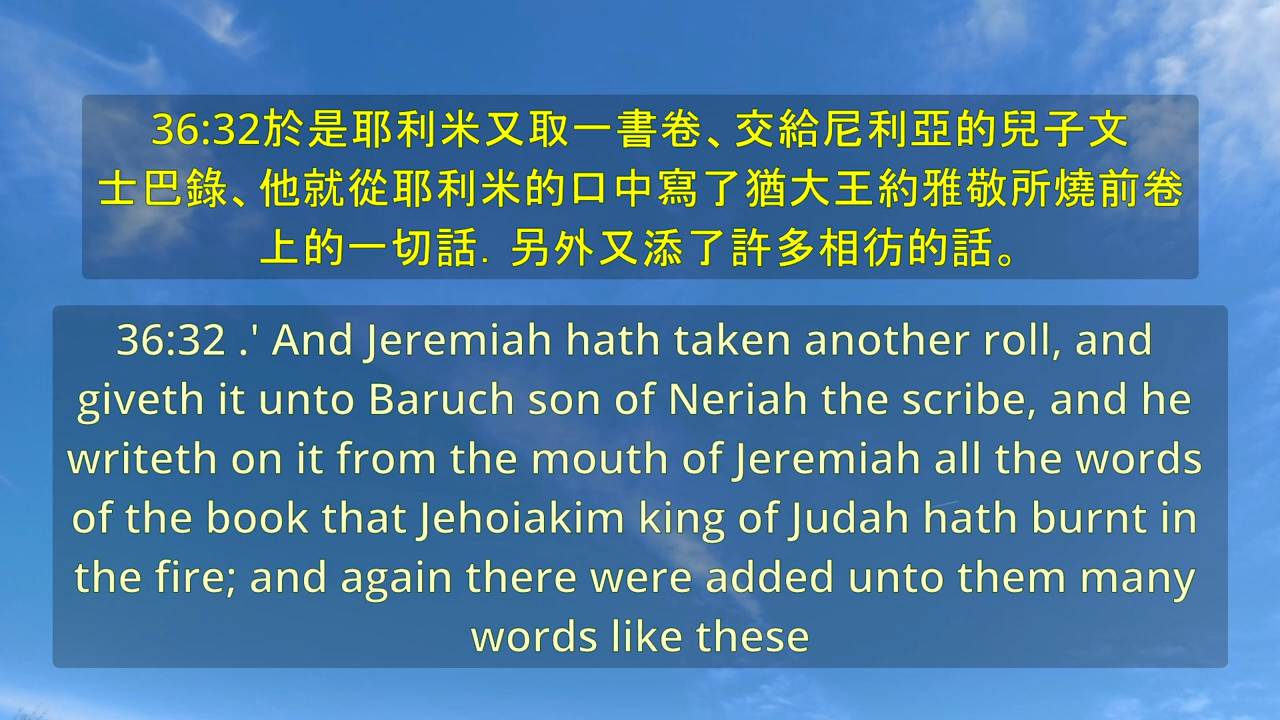 36:32於是耶利米又取一書卷、交給尼利亞的兒子文
士巴錄、他就從耶利米的口中寫了猶大王約雅敬所燒前卷
上的一切話．另外又添了許多相彷的話。
36:32 .' And Jeremiah hath taken another roll, and
giveth it unto Baruch son of Neriah the scribe, and he
writeth on it from the mouth of Jeremiah all the words
of the book that Jehoiakim king of Judah hath burnt in
the fire; and again there were added unto them many
words like these